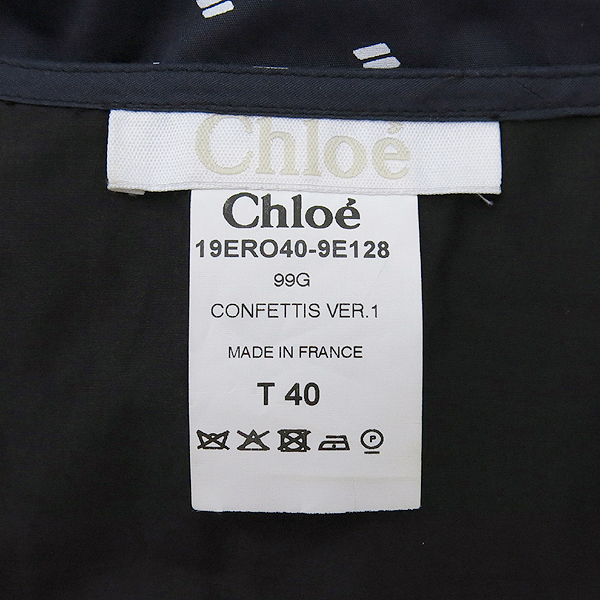 Chloé
Chloé
19ERO40-9E128
99G
CONFETTIS VER.1
MADE IN FRANCE
T 40
P